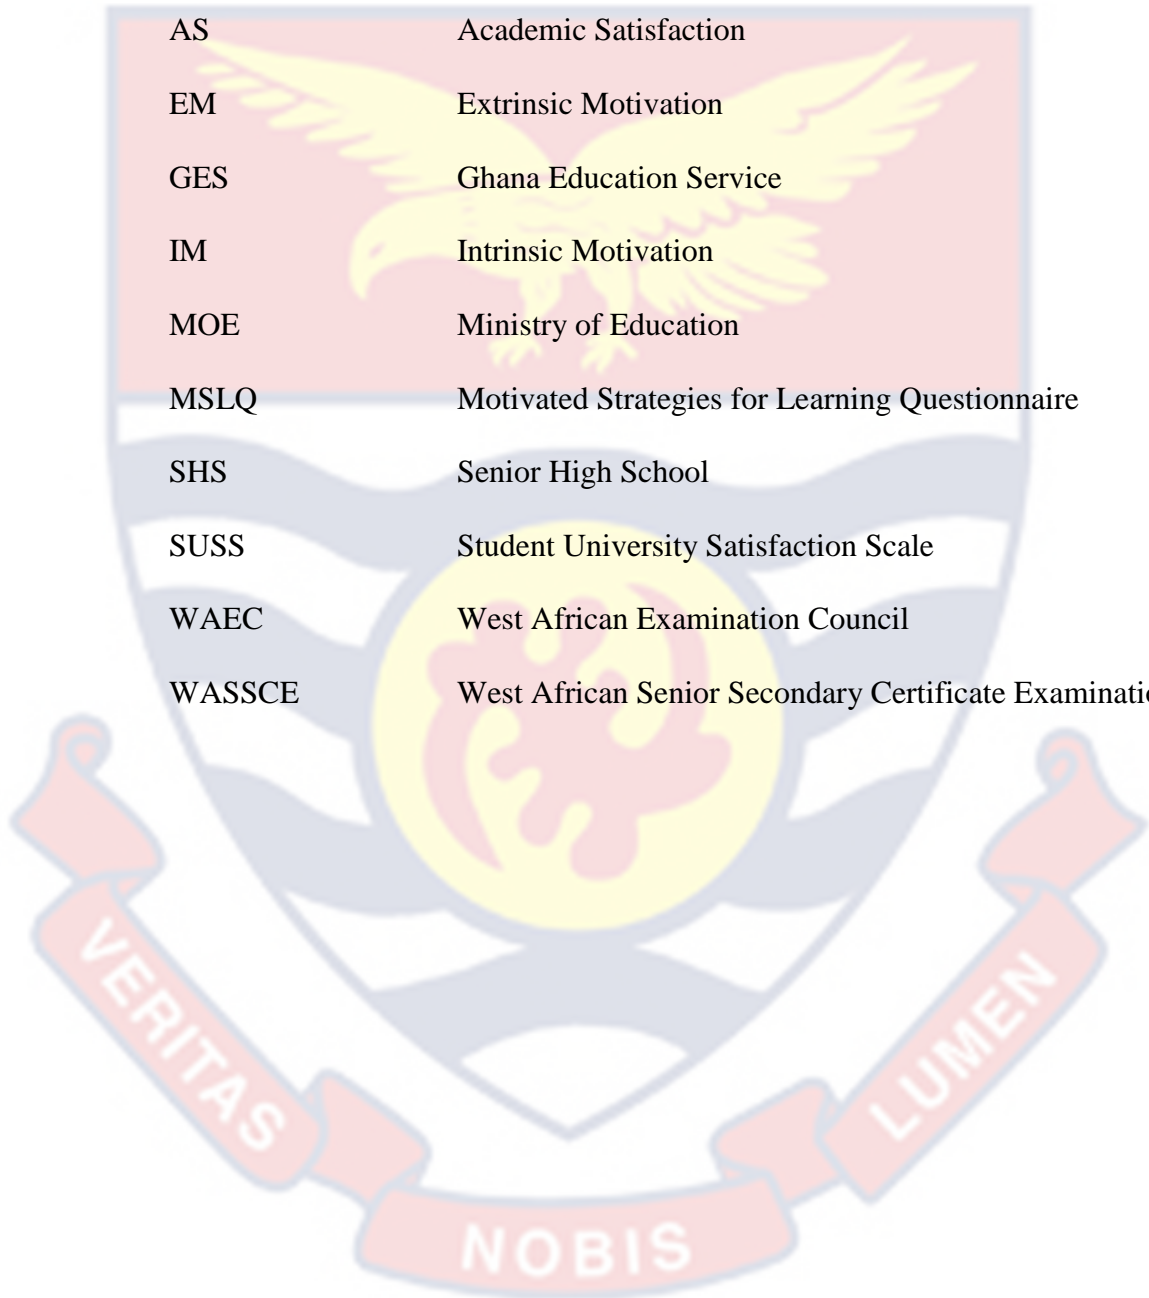 AS Academic Satisfaction
EM Extrinsic Motivation
GES Ghana Education Service
IM Intrinsic Motivation
MOE Ministry of Education
MSLQ Motivated Strategies for Learning Questionnaire
SHS Senior High School
SUSS Student University Satisfaction Scale
WAEC West African Examination Council
WASSCE West African Senior Secondary Certificate Examinatio
VERITAS
NOBIS
LUMEN